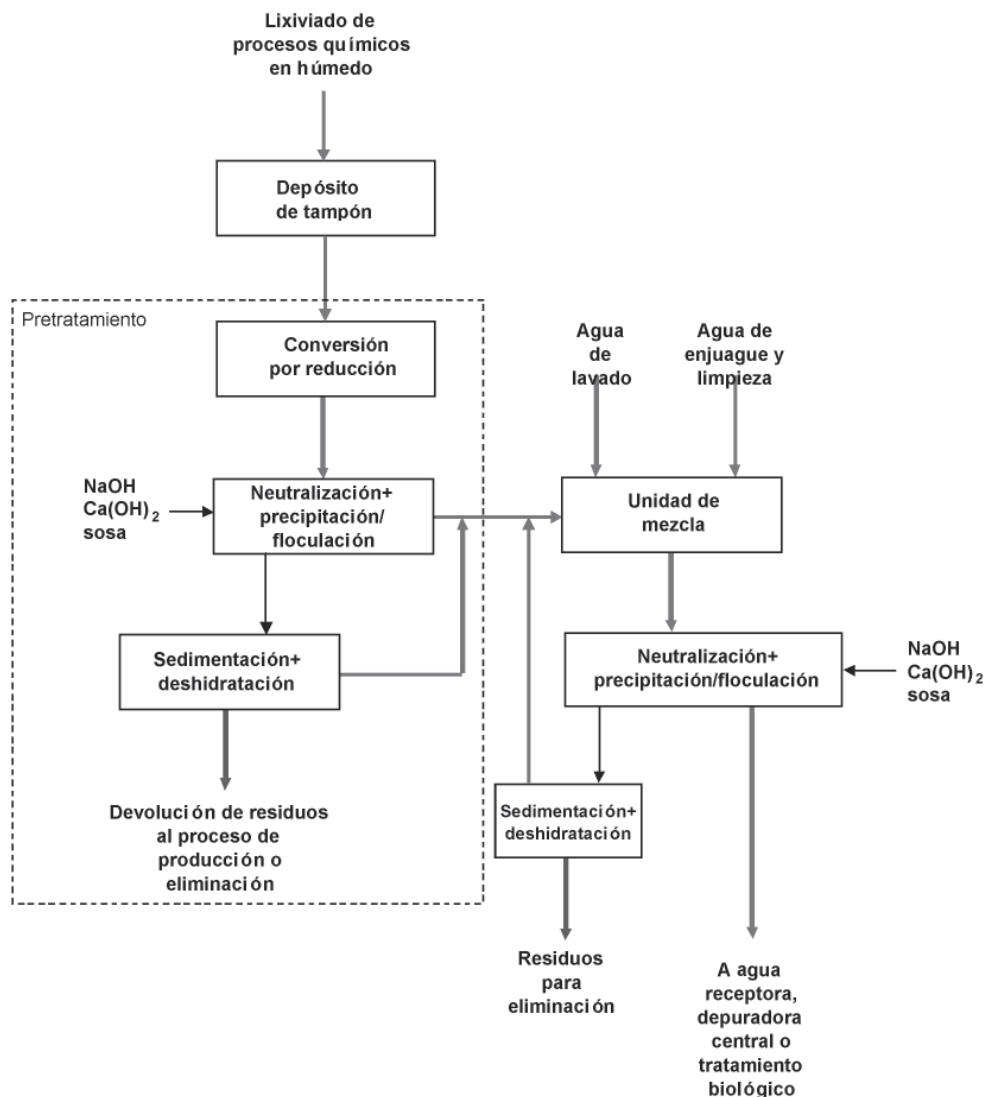 Lixiviado de
procesos químicos
en húmedo
Depósito
de tampón
Pretratamiento
Conversión
por reducción
Agua
de
lavado
Agua de
enjuague y
limpieza
NaOH
Ca(OH)2
sosa
Neutralización+
precipitación/
floculación
Unidad de
mezcla
Sedimentación+
deshidratación
Neutralización+
precipitación/floculación
NaOH
Ca(OH)2
sosa
Devolución de residuos
al proceso de
producción o
eliminación
Sedimentación+
deshidratación
Residuos
para
eliminación
A agua
receptora,
depuradora
central o
tratamiento
biológico